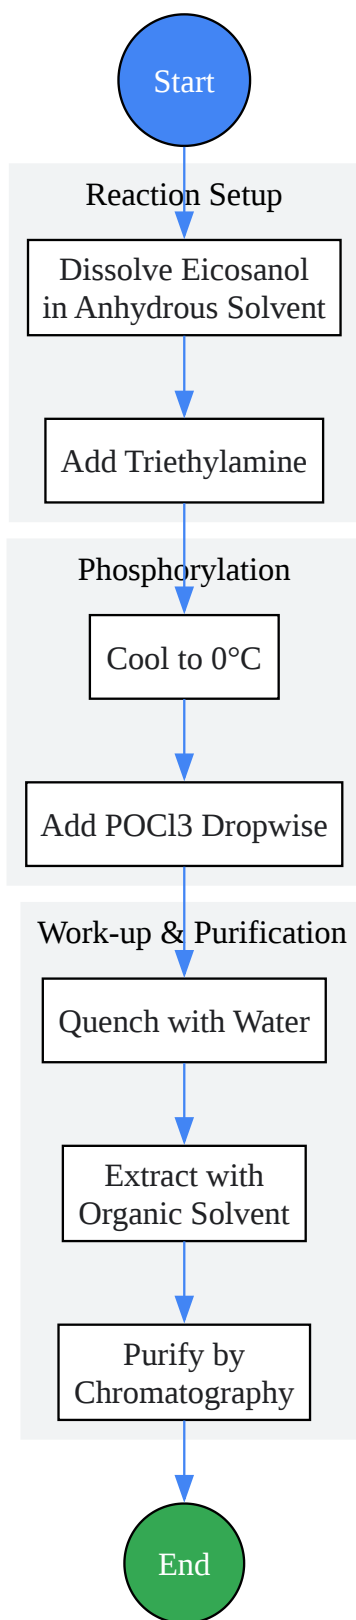 Start
Reaction Setup
Dissolve Eicosanol
in Anhydrous Solvent
Add Triethylamine
Phosphorylation
Cool to 0°C
Add POCl3 Dropwise
Work-up & Purification
Quench with Water
Extract with
Organic Solvent
Purify by
Chromatography
End